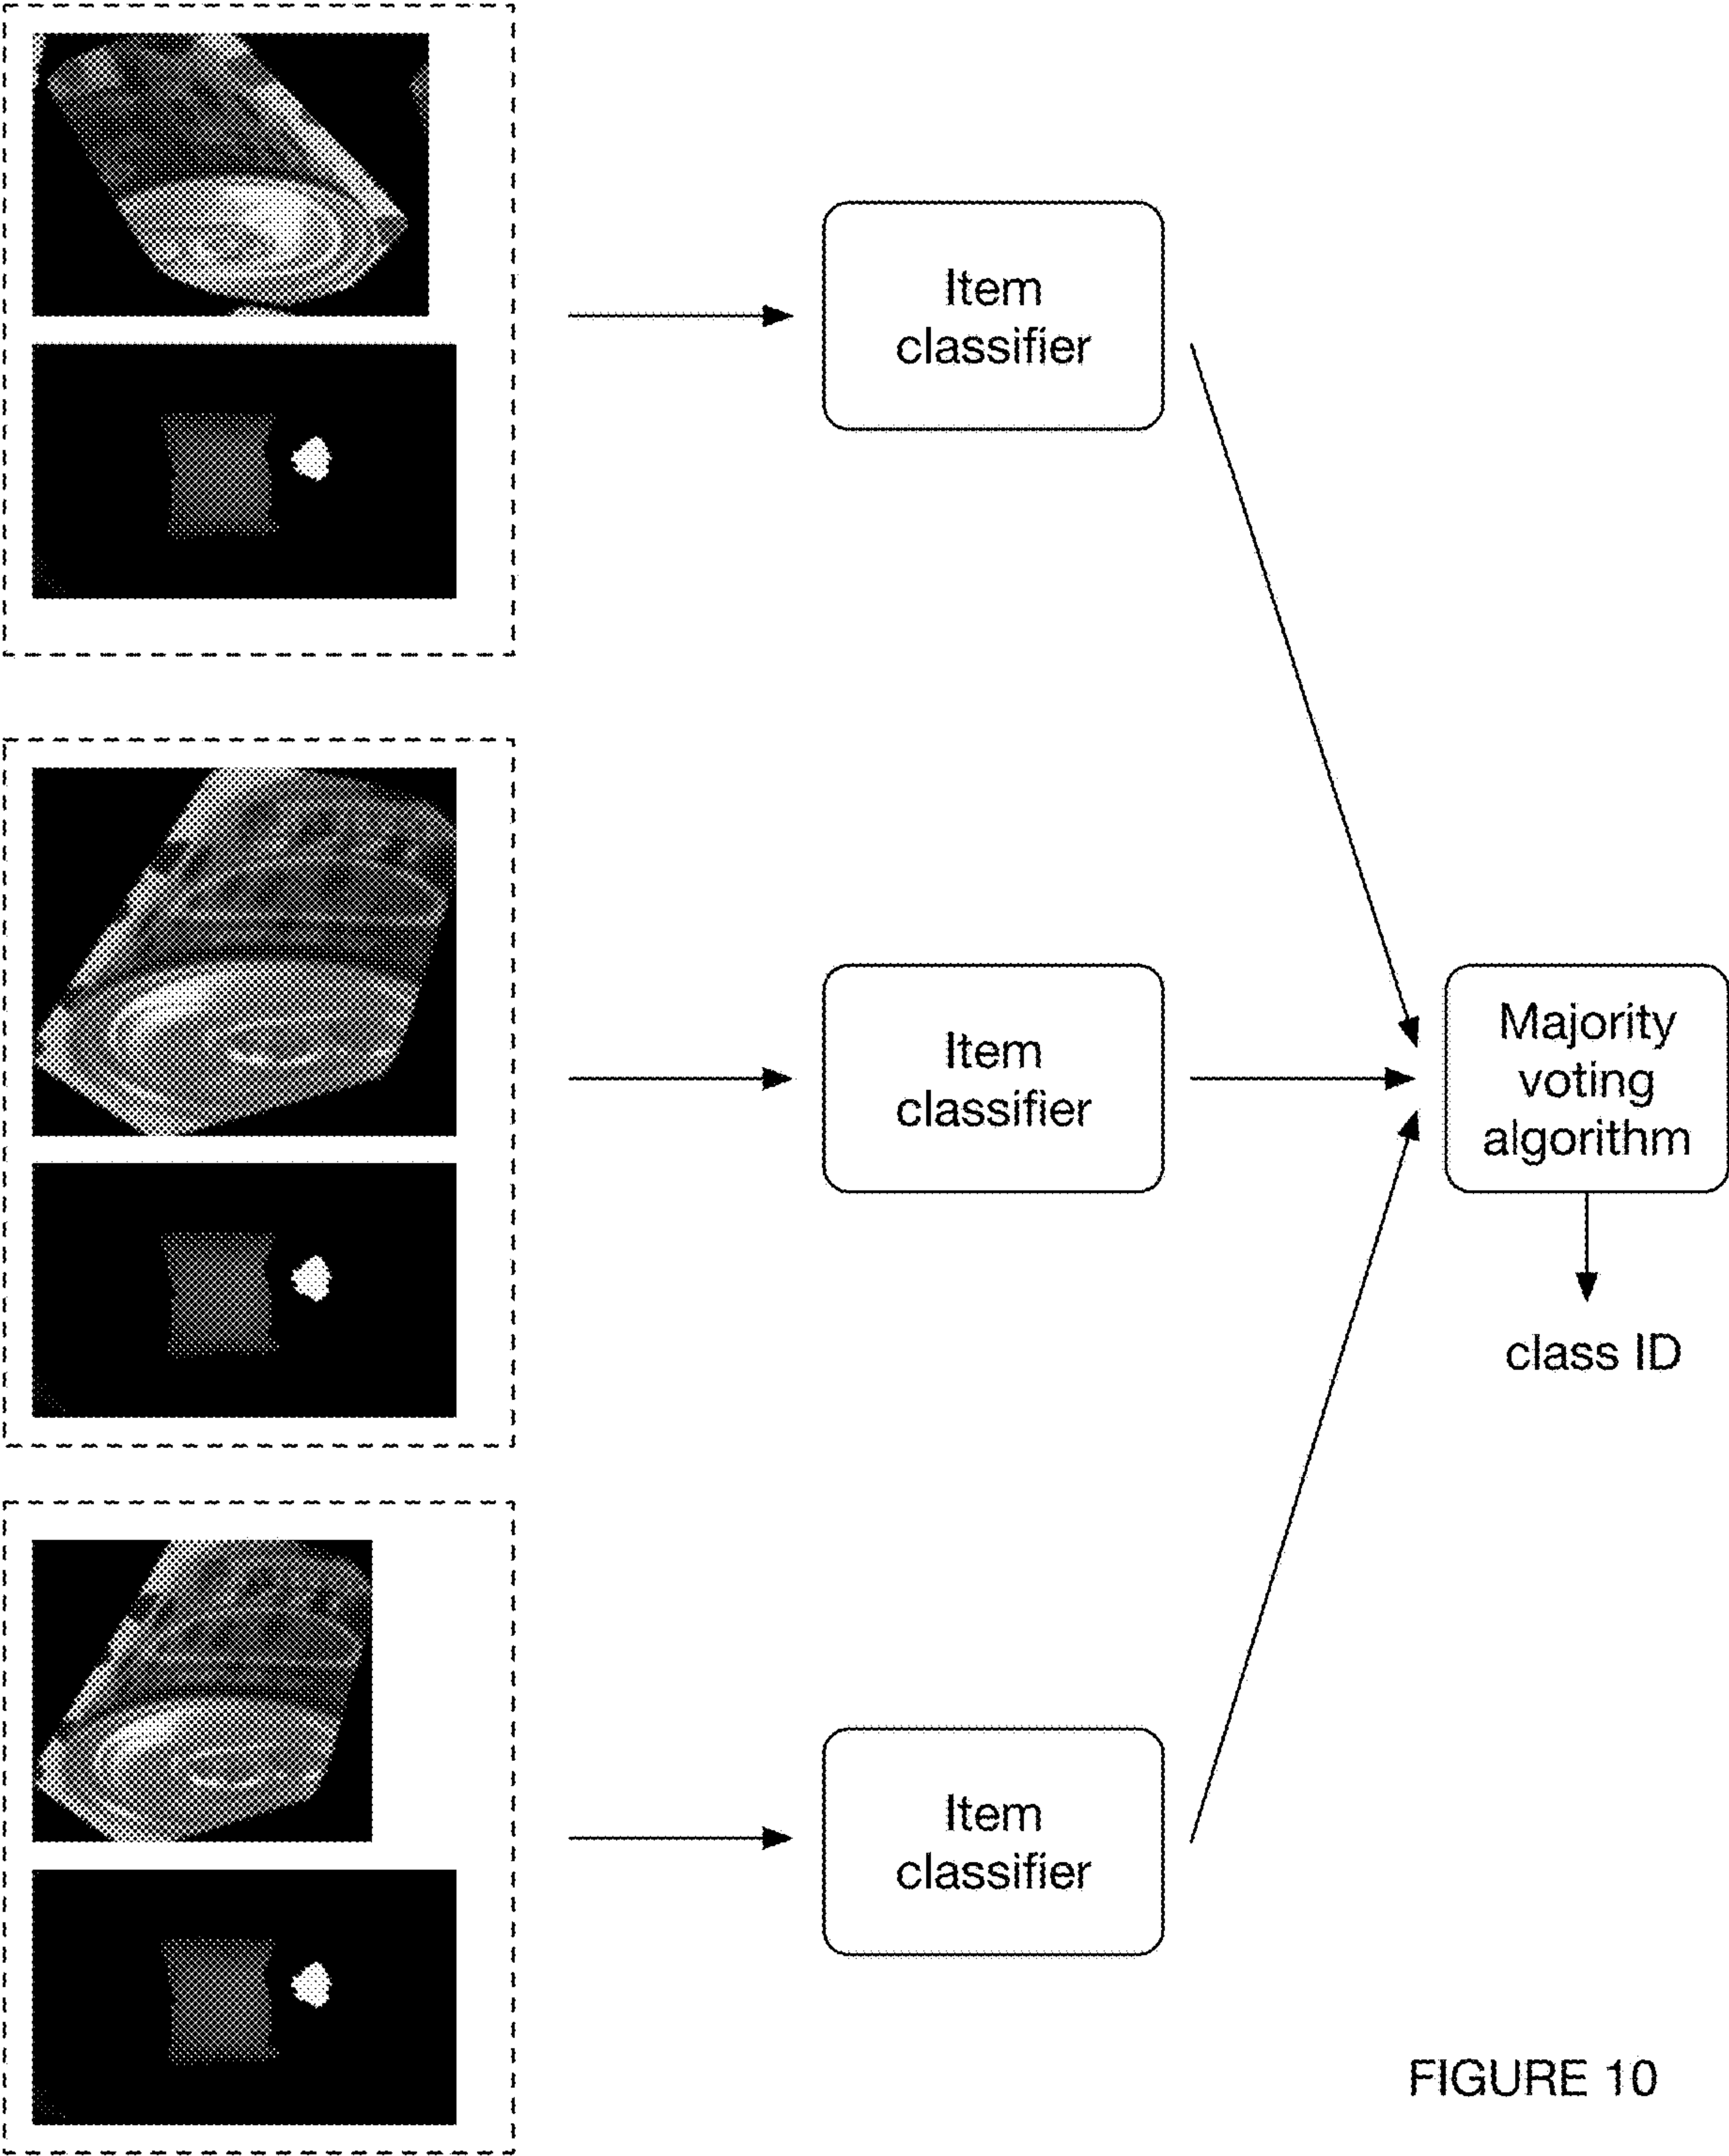 Item
classifier
Item
classifier
Majority
voting
algorithm
class ID
Item
classifier
FIGURE 10